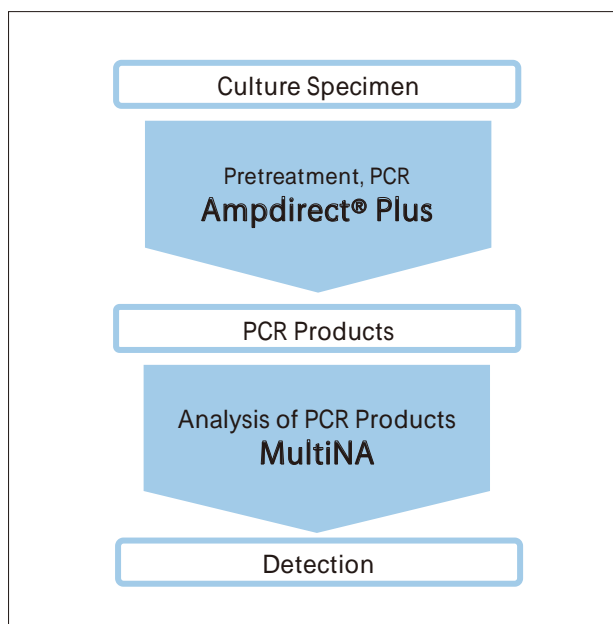 Culture Specimen
Pretreatment, PCR
Ampdirect® Plus
PCR Products
Analysis of PCR Products
MultiNA
Detection